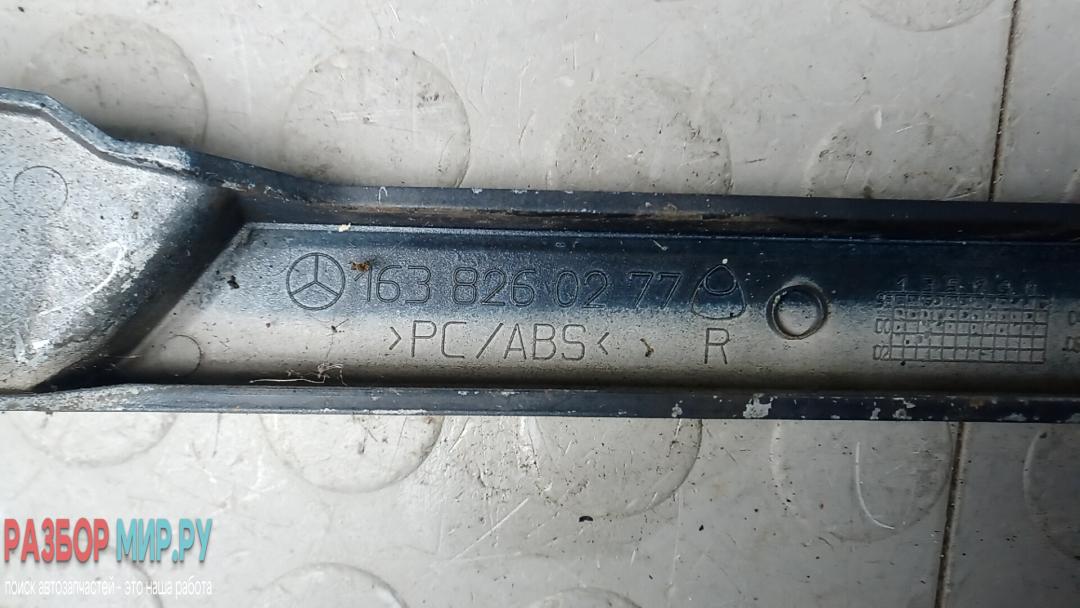 163 826 02 77
>PC/ABS< R
РАЗБОР МИР.РУ
поиск автозапчастей - это наша работа